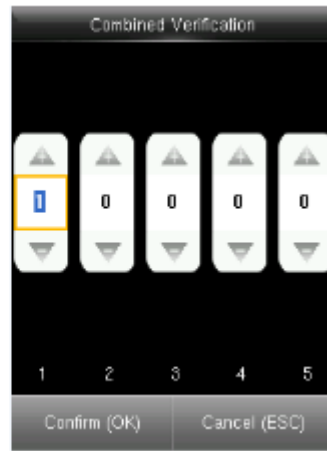 Combined Verification
1 0 0 0 0
1 2 3 4 5
Confirm (OK) Cancel (ESC)